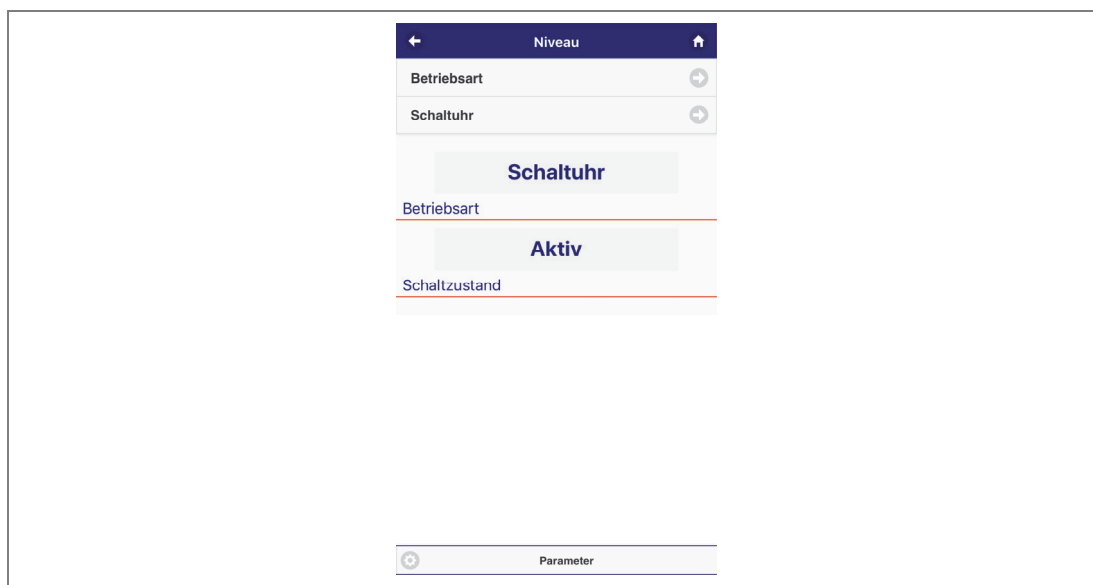 Niveau
Betriebsart
Schaltuhr
Schaltuhr
Betriebsart
Aktiv
Schaltzustand
Parameter